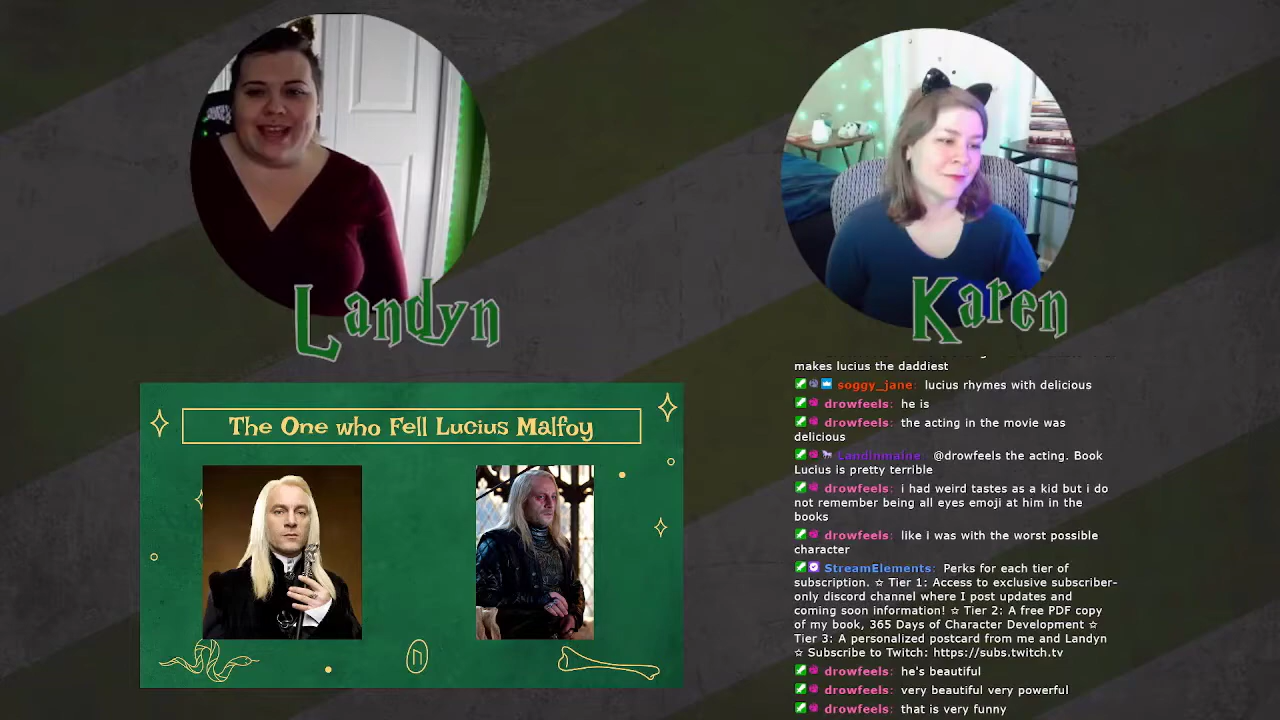 Landyn
Karen
The One who Fell Lucius Malfoy
makes lucius the daddiest
soggy_jane: lucius rhymes with delicious
drowfeels: he is
drowfeels: the acting in the movie was
delicious
Landinmaine: @drowfeels the acting. Book
Lucius is pretty terrible
drowfeels: i had weird tastes as a kid but i do
not remember being all eyes emoji at him in the
books
drowfeels: like i was with the worst possible
character
StreamElements: Perks for each tier of
subscription. ☆ Tier 1: Access to exclusive subscriber-
only discord channel where I post updates and
coming soon information! ☆ Tier 2: A free PDF copy
of my book, 365 Days of Character Development ☆
Tier 3: A personalized postcard from me and Landyn
☆ Subscribe to Twitch: https://subs.twitch.tv
drowfeels: he's beautiful
drowfeels: very beautiful very powerful
drowfeels: that is very funny